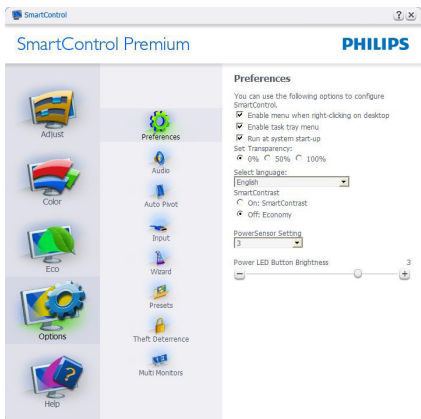 SmartControl
SmartControl Premium
PHILIPS
Adjust
Color
Eco
Options
Help
Preferences
Audio
Auto Pivot
Input
Wizard
Presets
Theft Deterrence
Multi Monitors
Preferences
You can use the following options to configure
SmartControl.
Enable menu when right-clicking on desktop
Enable task tray menu
Run at system start-up
Set Transparency:
0% 50% 100%
Select language:
English
SmartContrast
On: SmartContrast
Off: Economy
PowerSensor Setting
3
Power LED Button Brightness 3